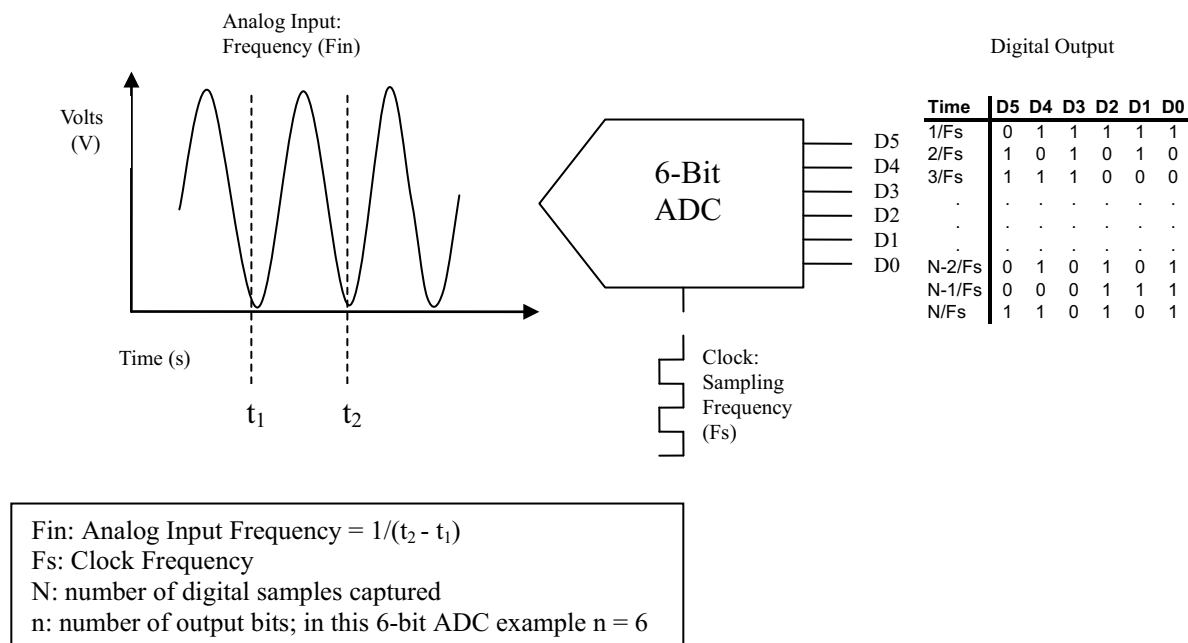 Analog Input:
Frequency (Fin)
Volts
(V)
Time (s)
t1
t2
6-Bit
ADC
D5
D4
D3
D2
D1
D0
Clock:
Sampling
Frequency
(Fs)
Digital Output
Time D5 D4 D3 D2 D1 D0
1/Fs 0 1 1 1 1 1
2/Fs 1 0 1 0 1 0
3/Fs 1 1 1 0 0 0
. . . . . . .
. . . . . . .
. . . . . . .
N-2/Fs 0 1 0 1 0 1
N-1/Fs 0 0 0 1 1 1
N/Fs 1 1 0 1 0 1
Fin: Analog Input Frequency = 1/(t2 - t1)
Fs: Clock Frequency
N: number of digital samples captured
n: number of output bits; in this 6-bit ADC example n = 6